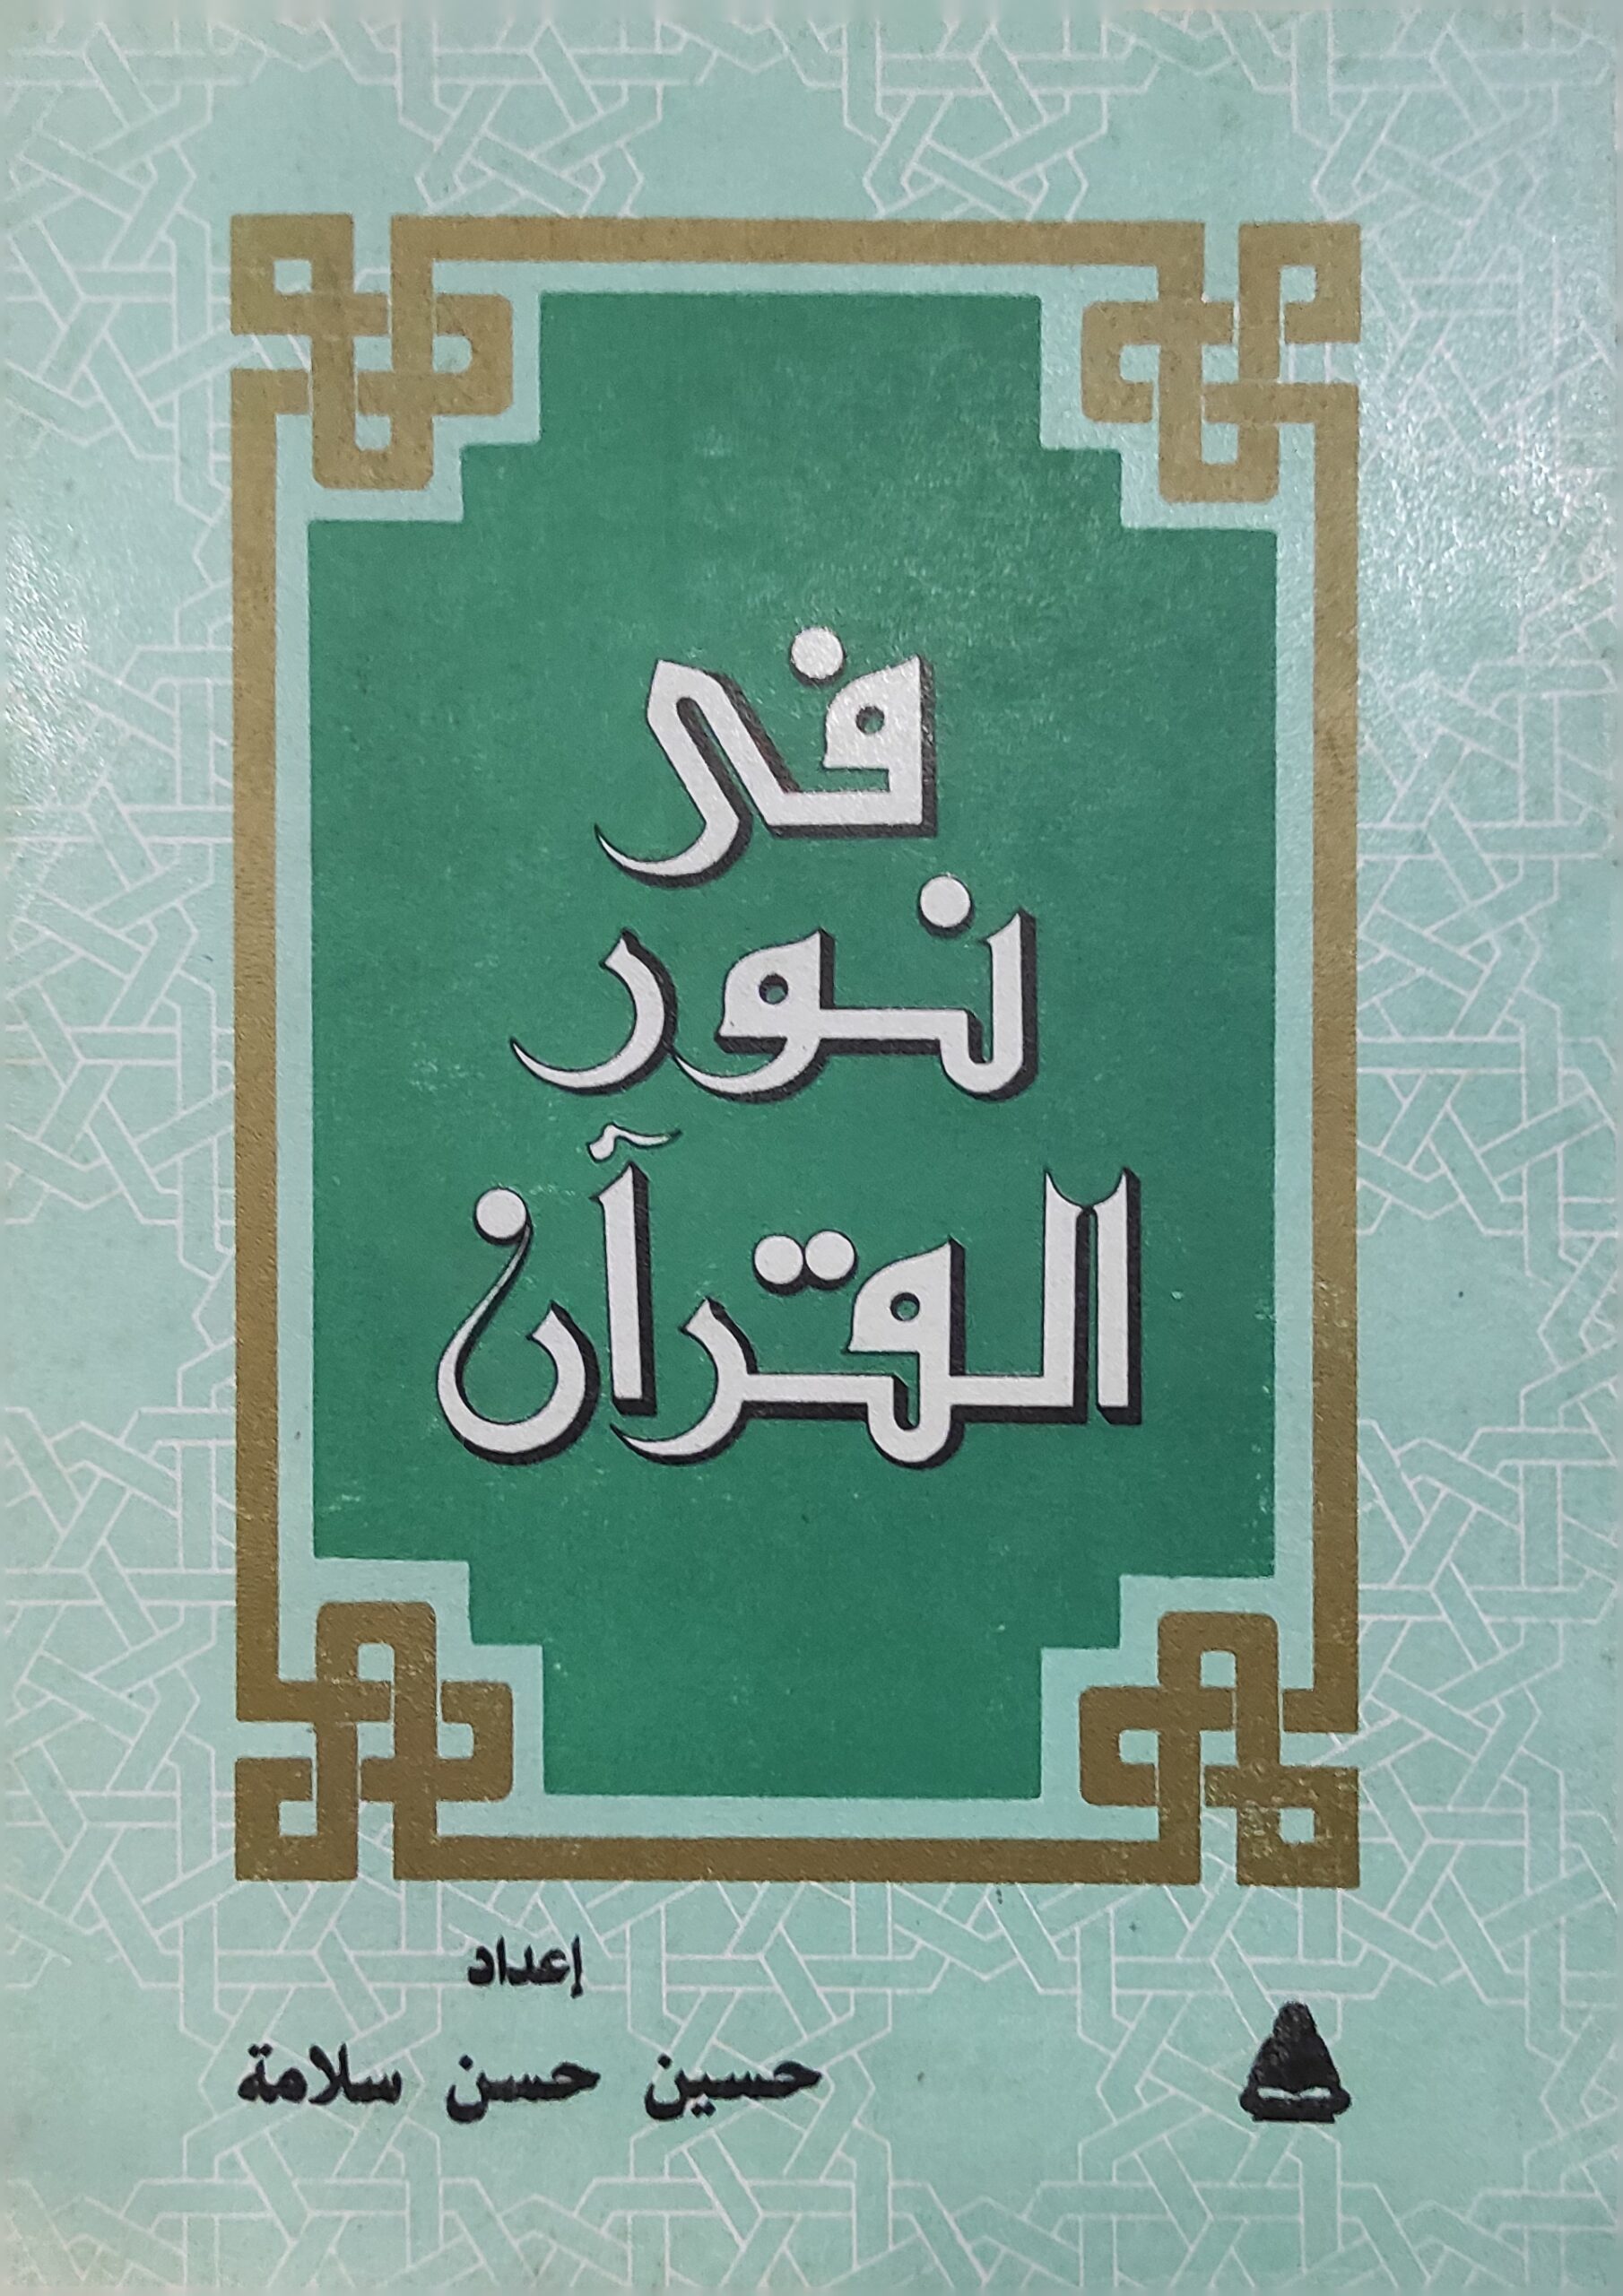 فى
نور
القرآن
إعداد
حسين حسن سلامة